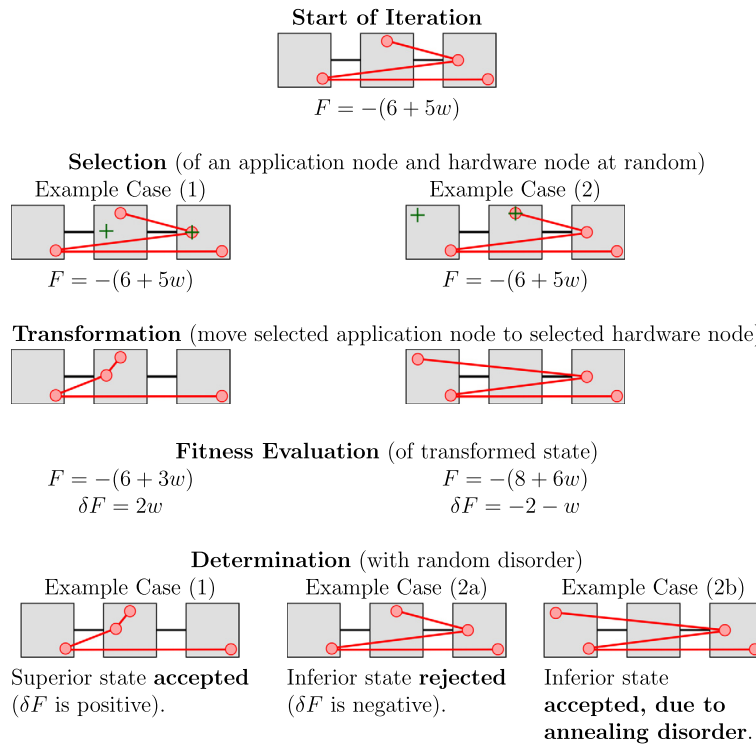 Start of Iteration
F = −(6 + 5w)
Selection (of an application node and hardware node at random)
Example Case (1)
Example Case (2)
F = −(6 + 5w)
F = −(6 + 5w)
Transformation (move selected application node to selected hardware node)
Fitness Evaluation (of transformed state)
F = −(6 + 3w)
F = −(8 + 6w)
δF = 2w
δF = −2 − w
Determination (with random disorder)
Example Case (1)
Example Case (2a)
Example Case (2b)
Superior state accepted
(δF is positive).
Inferior state rejected
(δF is negative).
Inferior state
accepted, due to
annealing disorder.